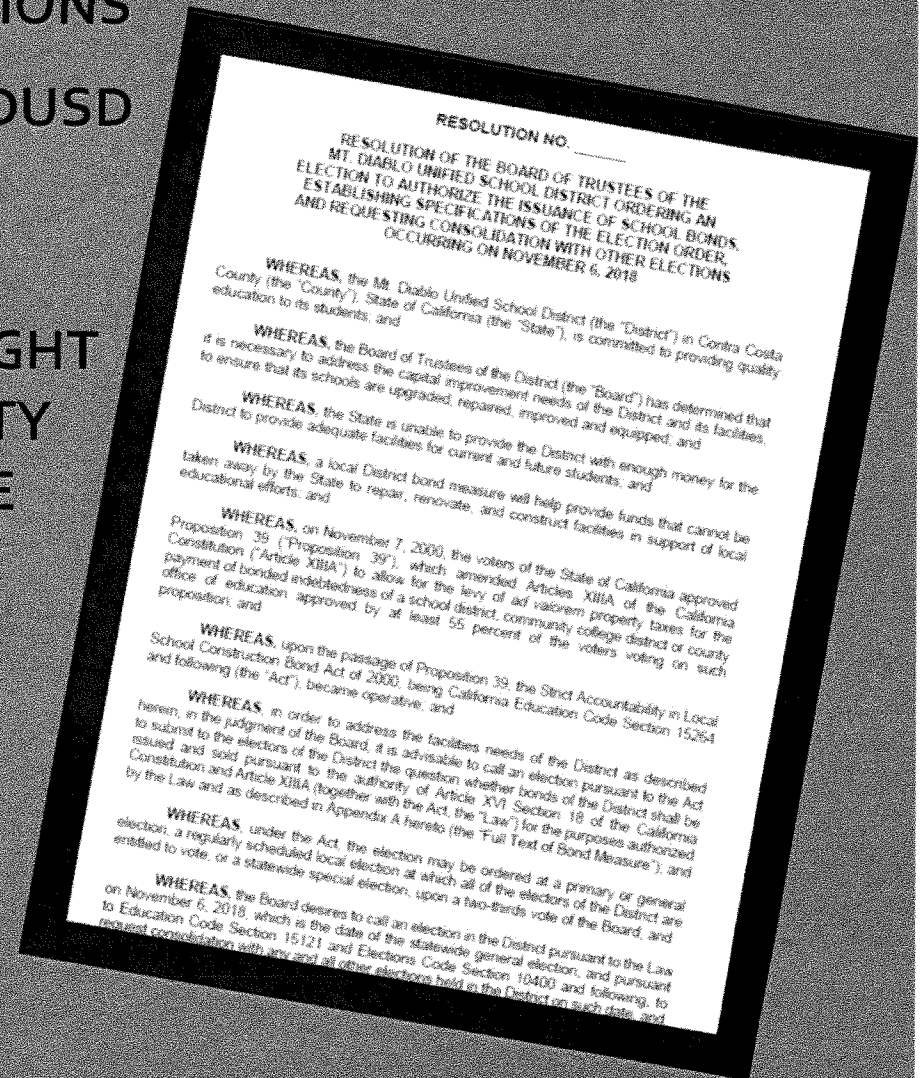 IONS
DUSD
GHT
TY
E
RESOLUTION NO. ______
RESOLUTION OF THE BOARD OF TRUSTEES OF THE
MT. DIABLO UNIFIED SCHOOL DISTRICT ORDERING AN
ELECTION TO AUTHORIZE THE ISSUANCE OF SCHOOL BONDS,
ESTABLISHING SPECIFICATIONS OF THE ELECTION ORDER,
AND REQUESTING CONSOLIDATION WITH OTHER ELECTIONS
OCCURRING ON NOVEMBER 6, 2018
WHEREAS, the Mt. Diablo Unified School District (the "District") in Contra Costa
County (the "County"), State of California (the "State"), is committed to providing quality
education to its students; and
WHEREAS, the Board of Trustees of the District (the "Board") has determined that
it is necessary to address the capital improvement needs of the District and its facilities,
to ensure that its schools are upgraded, repaired, improved and equipped; and
WHEREAS, the State is unable to provide the District with enough money for the
District to provide adequate facilities for current and future students; and
WHEREAS, a local District bond measure will help provide funds that cannot be
taken away by the State to repair, renovate, and construct facilities in support of local
educational efforts; and
WHEREAS, on November 7, 2000, the voters of the State of California approved
Proposition 39 ("Proposition 39"), which amended Articles XIIIA of the California
Constitution ("Article XIIIA") to allow for the levy of ad valorem property taxes for the
payment of bonded indebtedness of a school district, community college district or county
office of education approved by at least 55 percent of the voters voting on such
proposition; and
WHEREAS, upon the passage of Proposition 39, the Strict Accountability in Local
School Construction Bond Act of 2000, being California Education Code Section 15264
and following (the "Act"), became operative; and
WHEREAS, in order to address the facilities needs of the District as described
herein, in the judgment of the Board, it is advisable to call an election pursuant to the Act
to submit to the electors of the District the question whether bonds of the District shall be
issued and sold pursuant to the authority of Article XVI Section 18 of the California
Constitution and Article XIIIA (together with the Act, the "Law") for the purposes authorized
by the Law and as described in Appendix A hereto (the "Full Text of Bond Measure"); and
WHEREAS, under the Act, the election may be ordered at a primary or general
election, a regularly scheduled local election at which all of the electors of the District are
entitled to vote, or a statewide special election, upon a two-thirds vote of the Board; and
WHEREAS, the Board desires to call an election in the District pursuant to the Law
on November 6, 2018, which is the date of the statewide general election, and pursuant
to Education Code Section 15121 and Elections Code Section 10400 and following, to
request consolidation with any and all other elections held in the District on such date; and